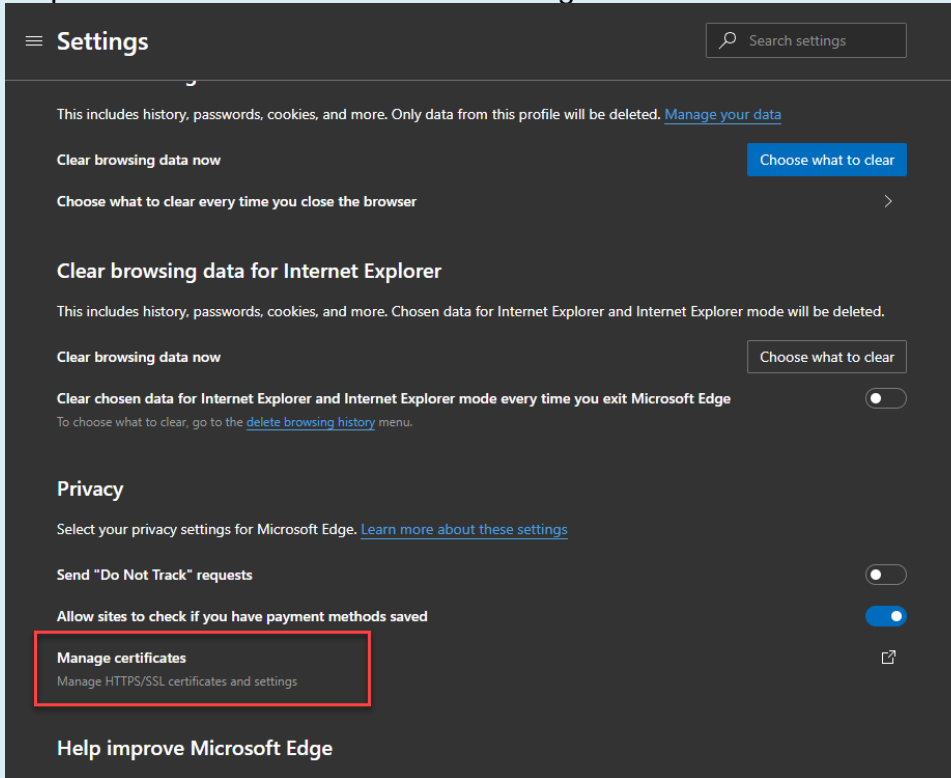 Settings
Search settings
This includes history, passwords, cookies, and more. Only data from this profile will be deleted. Manage your data
Clear browsing data now
Choose what to clear
Choose what to clear every time you close the browser
Clear browsing data for Internet Explorer
This includes history, passwords, cookies, and more. Chosen data for Internet Explorer and Internet Explorer mode will be deleted.
Clear browsing data now
Choose what to clear
Clear chosen data for Internet Explorer and Internet Explorer mode every time you exit Microsoft Edge
To choose what to clear, go to the delete browsing history menu.
Privacy
Select your privacy settings for Microsoft Edge. Learn more about these settings
Send "Do Not Track" requests
Allow sites to check if you have payment methods saved
Manage certificates
Manage HTTPS/SSL certificates and settings
Help improve Microsoft Edge